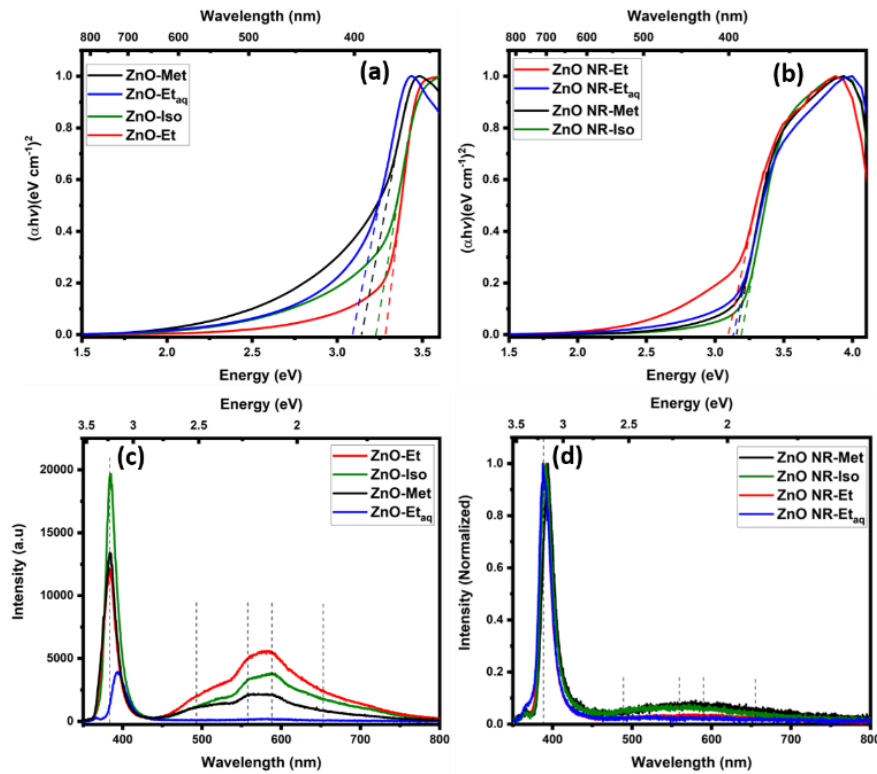 Wavelength (nm)
800 700 600 500 400
(a)
ZnO-Met
ZnO-Et_aq
ZnO-Iso
ZnO-Et
(αhν)(eV cm⁻¹)²
1.0
0.8
0.6
0.4
0.2
0.0
1.5 2.0 2.5 3.0 3.5
Energy (eV)
Wavelength (nm)
800 700 600 500 400
(b)
ZnO NR-Et
ZnO NR-Et_aq
ZnO NR-Met
ZnO NR-Iso
(αhν)(eV cm⁻¹)²)
1.0
0.8
0.6
0.4
0.2
0.0
1.5 2.0 2.5 3.0 3.5 4.0
Energy (eV)
Energy (eV)
3.5 3 2.5 2
(c)
ZnO-Et
ZnO-Iso
ZnO-Met
ZnO-Et_aq
Intensity (a.u)
20000
15000
10000
5000
0
400 500 600 700 800
Wavelength (nm)
Energy (eV)
3.5 3 2.5 2
(d)
ZnO NR-Met
ZnO NR-Iso
ZnO NR-Et
ZnO NR-Et_aq
Intensity (Normalized)
1.0
0.8
0.6
0.4
0.2
0.0
400 500 600 700 800
Wavelength (nm)